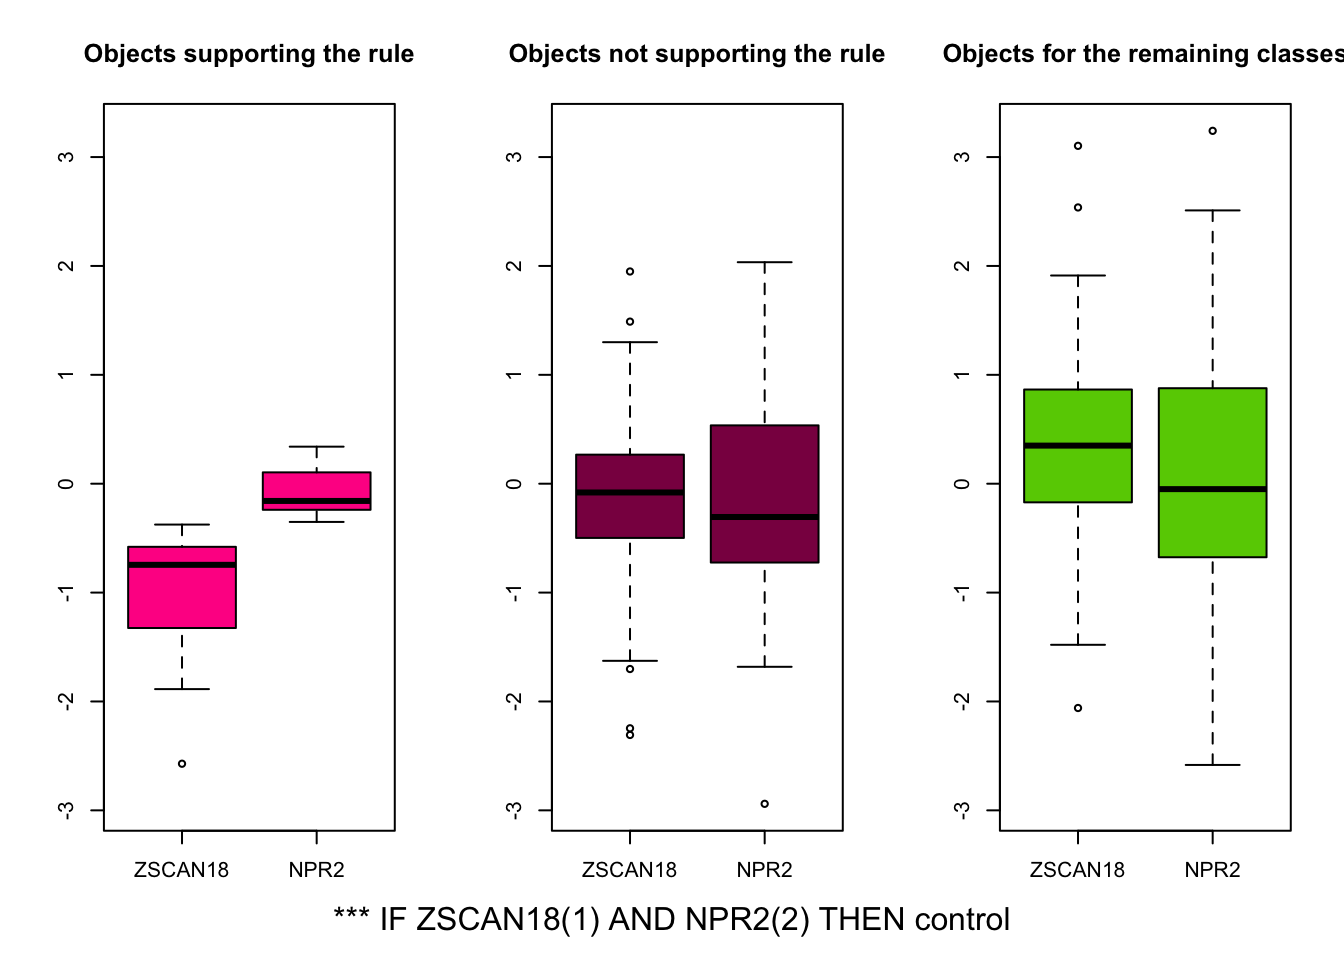 Objects supporting the rule
Objects not supporting the rule
Objects for the remaining classes
3
2
1
0
-1
-2
-3
ZSCAN18
NPR2
3
2
1
0
-1
-2
-3
ZSCAN18
NPR2
3
2
1
0
-1
-2
-3
ZSCAN18
NPR2
*** IF ZSCAN18(1) AND NPR2(2) THEN control